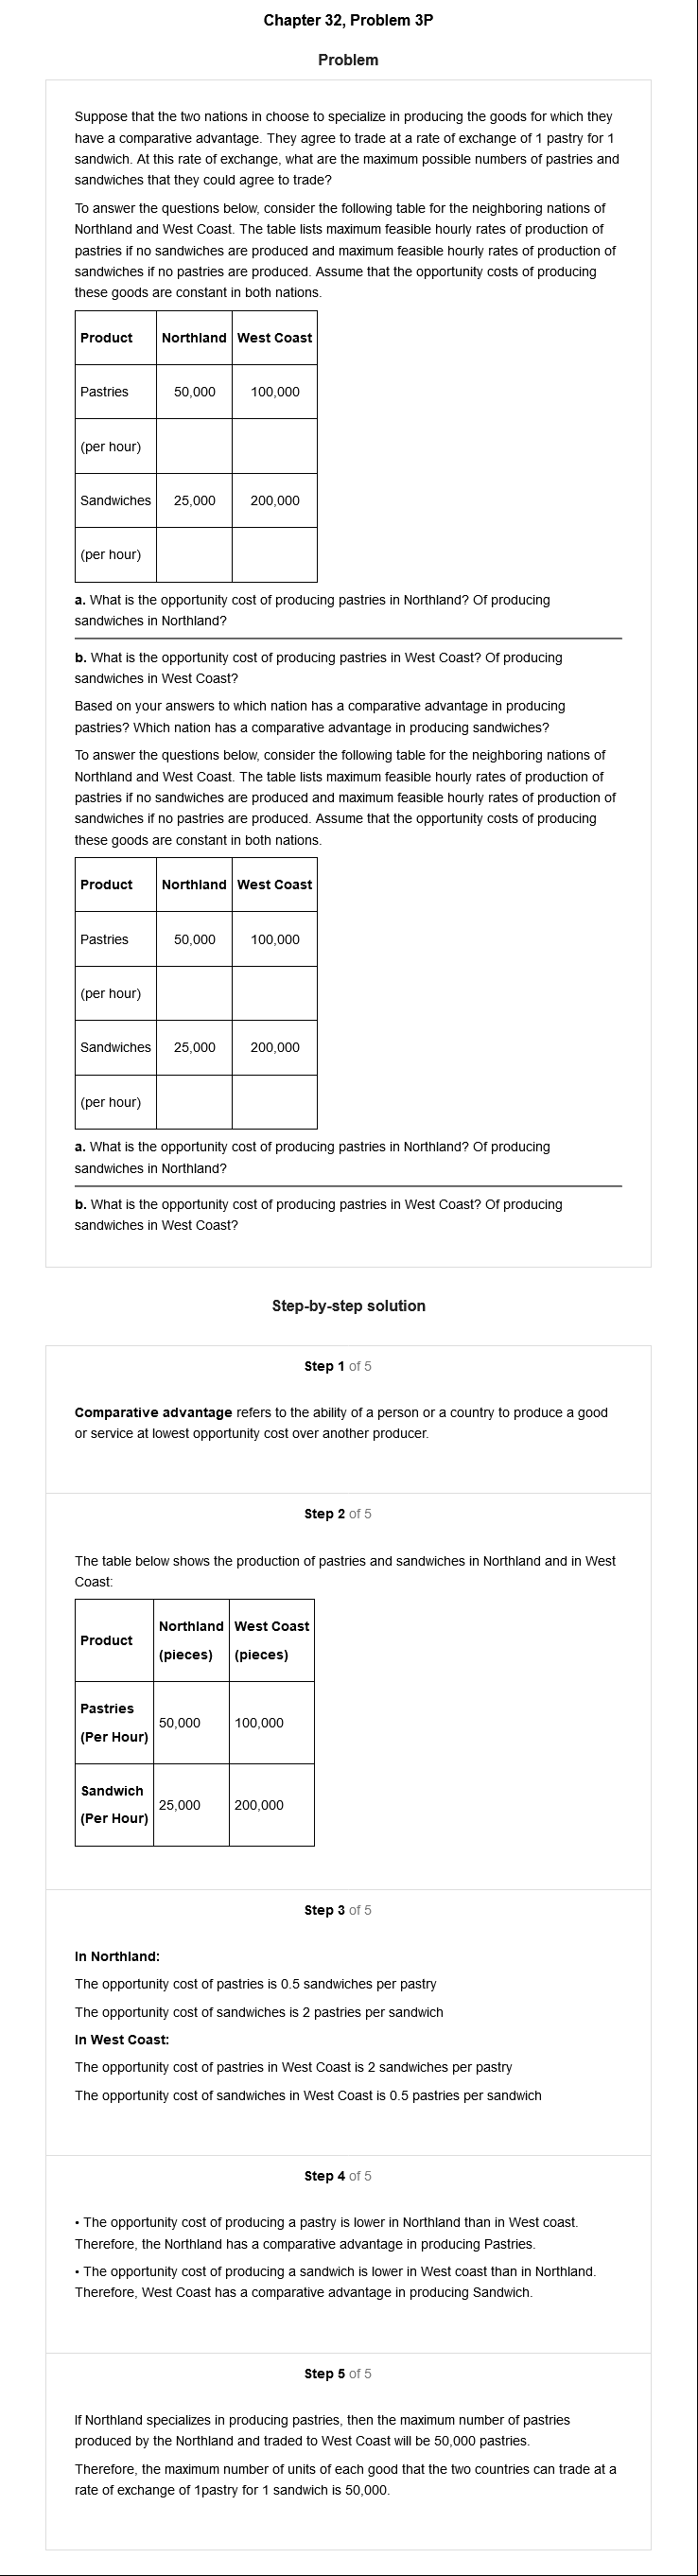 Chapter 32, Problem 3P
Problem
Suppose that the two nations in choose to specialize in producing the goods for which they
have a comparative advantage. They agree to trade at a rate of exchange of 1 pastry for 1
sandwich. At this rate of exchange, what are the maximum possible numbers of pastries and
sandwiches that they could agree to trade?
To answer the questions below, consider the following table for the neighboring nations of
Northland and West Coast. The table lists maximum feasible hourly rates of production of
pastries if no sandwiches are produced and maximum feasible hourly rates of production of
sandwiches if no pastries are produced. Assume that the opportunity costs of producing
these goods are constant in both nations.
Product Northland West Coast
Pastries 50,000 100,000
(per hour)
Sandwiches 25,000 200,000
(per hour)
a. What is the opportunity cost of producing pastries in Northland? Of producing
sandwiches in Northland?
b. What is the opportunity cost of producing pastries in West Coast? Of producing
sandwiches in West Coast?
Based on your answers to which nation has a comparative advantage in producing
pastries? Which nation has a comparative advantage in producing sandwiches?
To answer the questions below, consider the following table for the neighboring nations of
Northland and West Coast. The table lists maximum feasible hourly rates of production of
pastries if no sandwiches are produced and maximum feasible hourly rates of production of
sandwiches if no pastries are produced. Assume that the opportunity costs of producing
these goods are constant in both nations.
Product Northland West Coast
Pastries 50,000 100,000
(per hour)
Sandwiches 25,000 200,000
(per hour)
a. What is the opportunity cost of producing pastries in Northland? Of producing
sandwiches in Northland?
b. What is the opportunity cost of producing pastries in West Coast? Of producing
sandwiches in West Coast?
Step-by-step solution
Step 1 of 5
Comparative advantage refers to the ability of a person or a country to produce a good
or service at lowest opportunity cost over another producer.
Step 2 of 5
The table below shows the production of pastries and sandwiches in Northland and in West
Coast:
Product Northland West Coast
(pieces) (pieces)
Pastries
(Per Hour) 50,000 100,000
Sandwich
(Per Hour) 25,000 200,000
Step 3 of 5
In Northland:
The opportunity cost of pastries is 0.5 sandwiches per pastry
The opportunity cost of sandwiches is 2 pastries per sandwich
In West Coast:
The opportunity cost of pastries in West Coast is 2 sandwiches per pastry
The opportunity cost of sandwiches in West Coast is 0.5 pastries per sandwich
Step 4 of 5
• The opportunity cost of producing a pastry is lower in Northland than in West coast.
Therefore, the Northland has a comparative advantage in producing Pastries.
• The opportunity cost of producing a sandwich is lower in West coast than in Northland.
Therefore, West Coast has a comparative advantage in producing Sandwich.
Step 5 of 5
If Northland specializes in producing pastries, then the maximum number of pastries
produced by the Northland and traded to West Coast will be 50,000 pastries.
Therefore, the maximum number of units of each good that the two countries can trade at a
rate of exchange of 1pastry for 1 sandwich is 50,000.